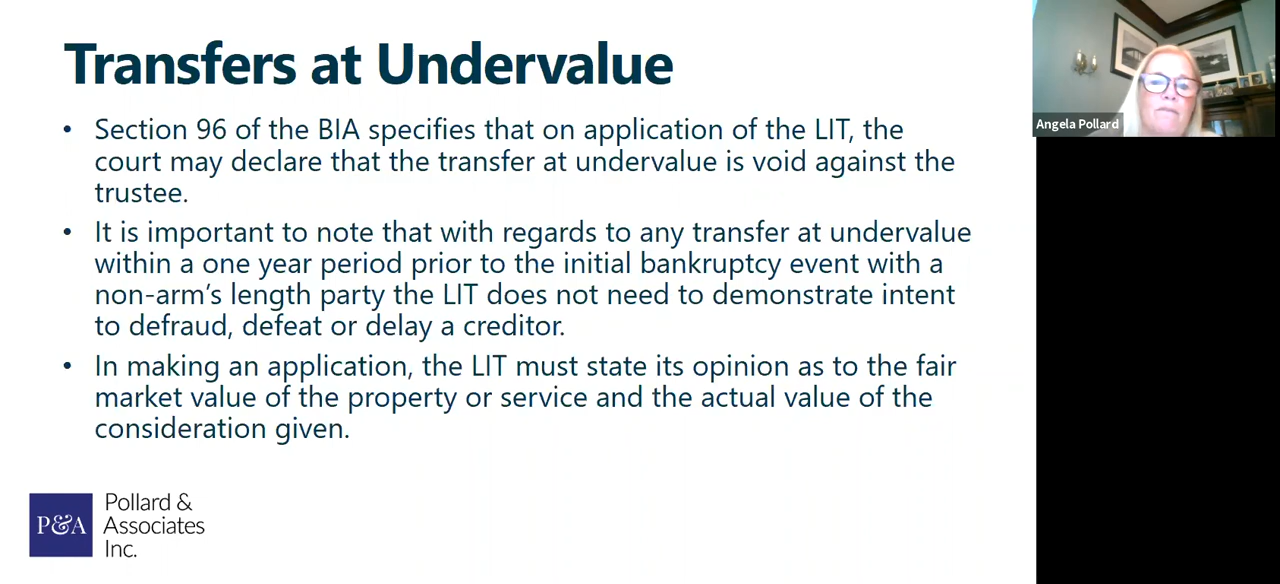 Transfers at Undervalue
• Section 96 of the BIA specifies that on application of the LIT, the
court may declare that the transfer at undervalue is void against the
trustee.
• It is important to note that with regards to any transfer at undervalue
within a one year period prior to the initial bankruptcy event with a
non-arm’s length party the LIT does not need to demonstrate intent
to defraud, defeat or delay a creditor.
• In making an application, the LIT must state its opinion as to the fair
market value of the property or service and the actual value of the
consideration given.
P&A
Pollard &
Associates
Inc.
Angela Pollard